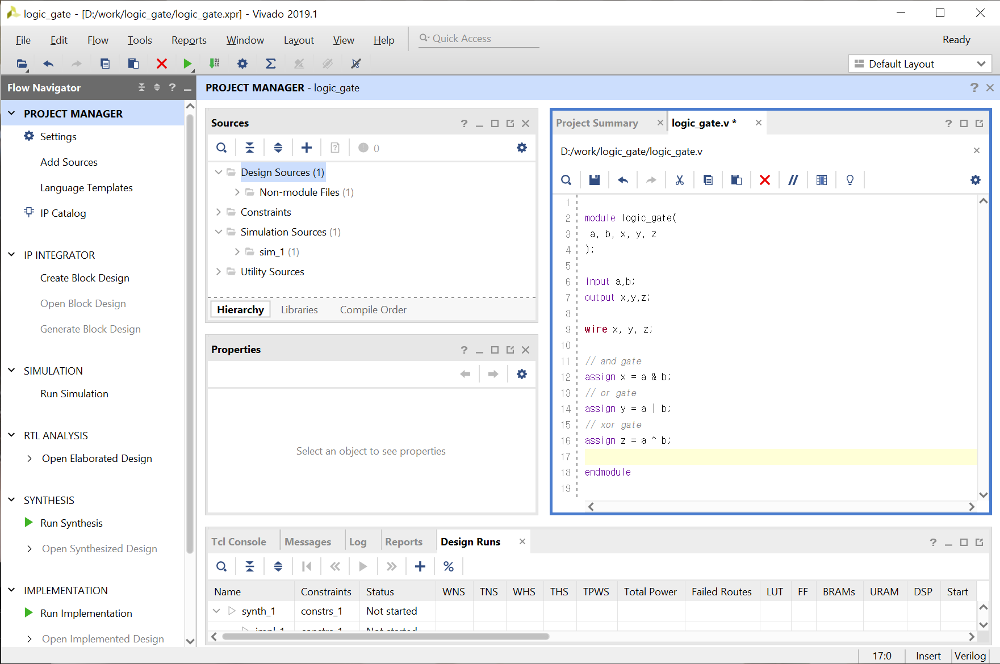 logic_gate - [D:/work/logic_gate/logic_gate.xpr] - Vivado 2019.1
File Edit Flow Tools Reports Window Layout View Help Quick Access Ready
Default Layout
Flow Navigator
PROJECT MANAGER
Settings
Add Sources
Language Templates
IP Catalog
IP INTEGRATOR
Create Block Design
Open Block Design
Generate Block Design
SIMULATION
Run Simulation
RTL ANALYSIS
Open Elaborated Design
SYNTHESIS
Run Synthesis
Open Synthesized Design
IMPLEMENTATION
Run Implementation
Open Implemented Design
PROJECT MANAGER - logic_gate
Sources
0
Design Sources (1)
Non-module Files (1)
Constraints
Simulation Sources (1)
sim_1 (1)
Utility Sources
Hierarchy Libraries Compile Order
Properties
Select an object to see properties
Project Summary logic_gate.v *
D:/work/logic_gate/logic_gate.v
1
2 module logic_gate(
3 a, b, x, y, z
4 );
5
6 input a,b;
7 output x,y,z;
8
9 wire x, y, z;
10
11 // and gate
12 assign x = a & b;
13 // or gate
14 assign y = a | b;
15 // xor gate
16 assign z = a ^ b;
17
18 endmodule
19
Tcl Console Messages Log Reports Design Runs
Name Constraints Status WNS TNS WHS THS TPWS Total Power Failed Routes LUT FF BRAMs URAM DSP Start
synth_1 constrs_1 Not started
impl_1 constrs_1 Not started
17:0 Insert Verilog